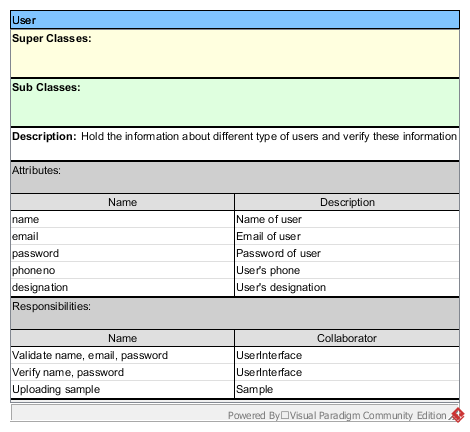 User
Super Classes:
Sub Classes:
Description: Hold the information about different type of users and verify these information
Attributes:
Name Description
name Name of user
email Email of user
password Password of user
phoneno User's phone
designation User's designation
Responsibilities:
Name Collaborator
Validate name, email, password UserInterface
Verify name, password UserInterface
Uploading sample Sample
Powered By□Visual Paradigm Community Edition